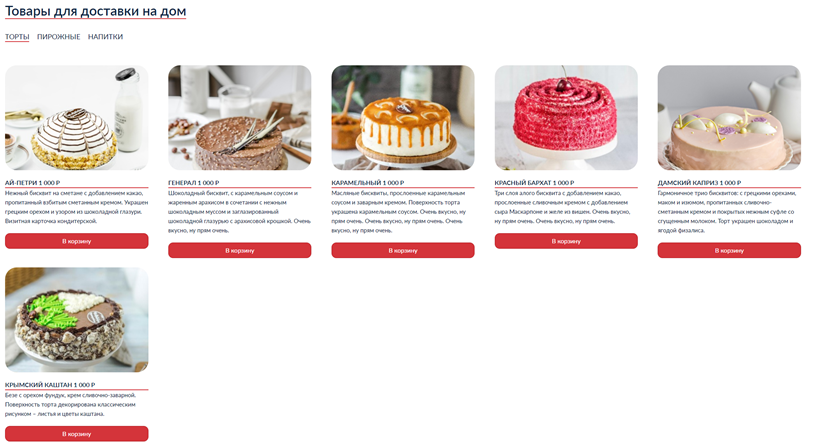 Товары для доставки на дом
ТОРТЫ ПИРОЖНЫЕ НАПИТКИ
АЙ-ПЕТРИ 1 000 Р
Нежный бисквит на сметане с добавлением какао,
пропитанный взбитым сметанным кремом. Украшен
грецким орехом и узором из шоколадной глазури.
Визитная карточка кондитерской.
В корзину
ГЕНЕРАЛ 1 000 Р
Шоколадный бисквит, с карамельным соусом и
жаренным арахисом в сочетании с нежным
шоколадным муссом и заглазированный
шоколадной глазурью с арахисовой крошкой. Очень
вкусно, ну прям очень.
В корзину
КАРАМЕЛЬНЫЙ 1 000 Р
Масляные бисквиты, прослоенные карамельным
соусом и заварным кремом. Поверхность торта
украшена карамельным соусом. Очень вкусно, ну
прям очень. Очень вкусно, ну прям очень. Очень
вкусно, ну прям очень.
В корзину
КРАСНЫЙ БАРХАТ 1 000 Р
Три слоя алого бисквита с добавлением какао,
прослоенные сливочным кремом с добавлением
сыра Маскарпоне и желе из вишен. Очень вкусно,
ну прям очень. Очень вкусно, ну прям очень.
В корзину
ДАМСКИЙ КАПРИЗ 1 000 Р
Гармоничное трио бисквитов: с грецкими орехами,
маком и изюмом, пропитанных сливочно-
сметанным кремом и покрытых нежным суфле со
сгущенным молоком. Торт украшен шоколадом и
ягодой физалиса.
В корзину
КРЫМСКИЙ КАШТАН 1 000 Р
Безе с орехом фундук, крем сливочно-заварной.
Поверхность торта декорирована классическим
рисунком – листья и цветы каштана.
В корзину